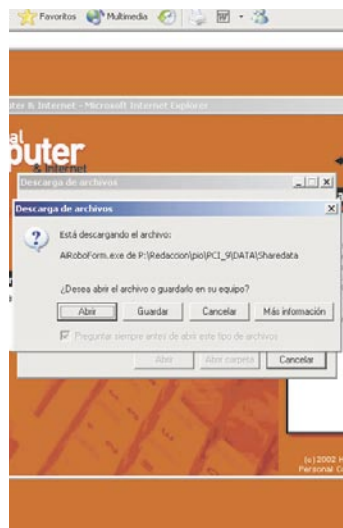 Favoritos Multimedia
uter & Internet - Microsoft Internet Explorer
al
puter
& Internet
Descarga de archivos
Descarga de archivos
Está descargando el archivo:
AiRoboForm.exe de P:\Redaccion\pio\PCI_9\DATA\Sharedata
¿Desea abrir el archivo o guardarlo en su equipo?
Abrir Guardar Cancelar Más información
Preguntar siempre antes de abrir este tipo de archivos
Abrir Abrir carpeta Cancelar
(c) 2002 H
Personal Co